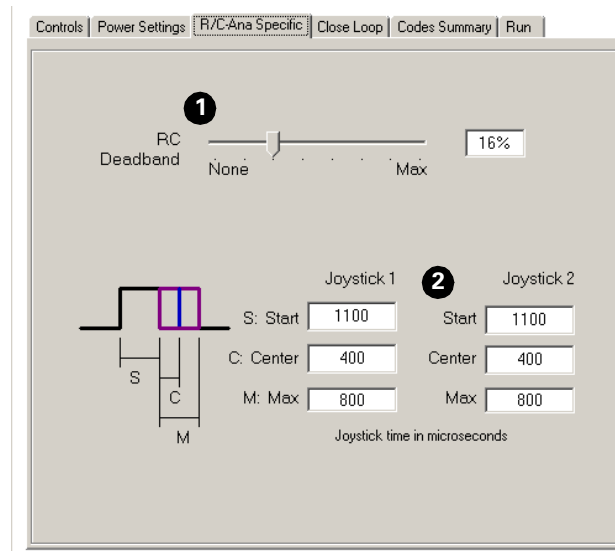 Controls Power Settings R/C-Ana Specific Close Loop Codes Summary Run
1
RC
Deadband
None Max
16%
Joystick 1 2 Joystick 2
S: Start 1100 Start 1100
C: Center 400 Center 400
M: Max 800 Max 800
Joystick time in microseconds
S
C
M